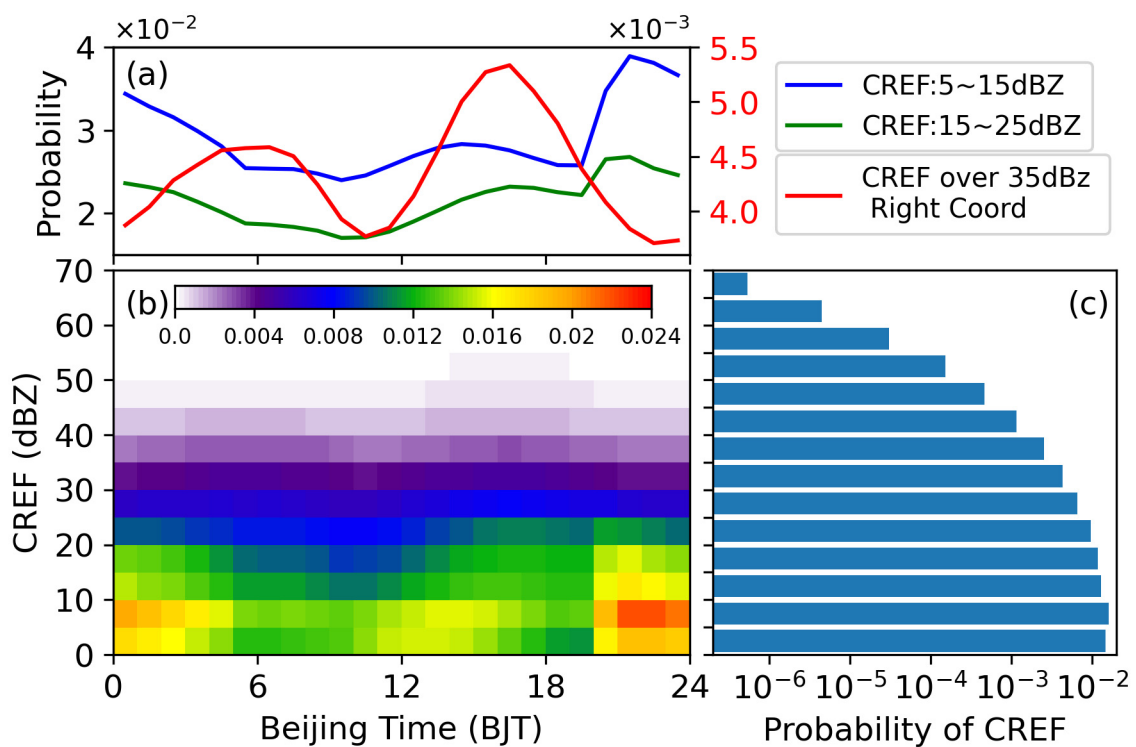 ×10⁻²
×10⁻³
(a)
Probability
4
3
2
5.5
5.0
4.5
4.0
CREF:5~15dBZ
CREF:15~25dBZ
CREF over 35dBz
Right Coord
(b)
0.0 0.004 0.008 0.012 0.016 0.02 0.024
CREF (dBZ)
70
60
50
40
30
20
10
0
0 6 12 18 24
Beijing Time (BJT)
(c)
10⁻⁶ 10⁻⁵ 10⁻⁴ 10⁻³ 10⁻²
Probability of CREF